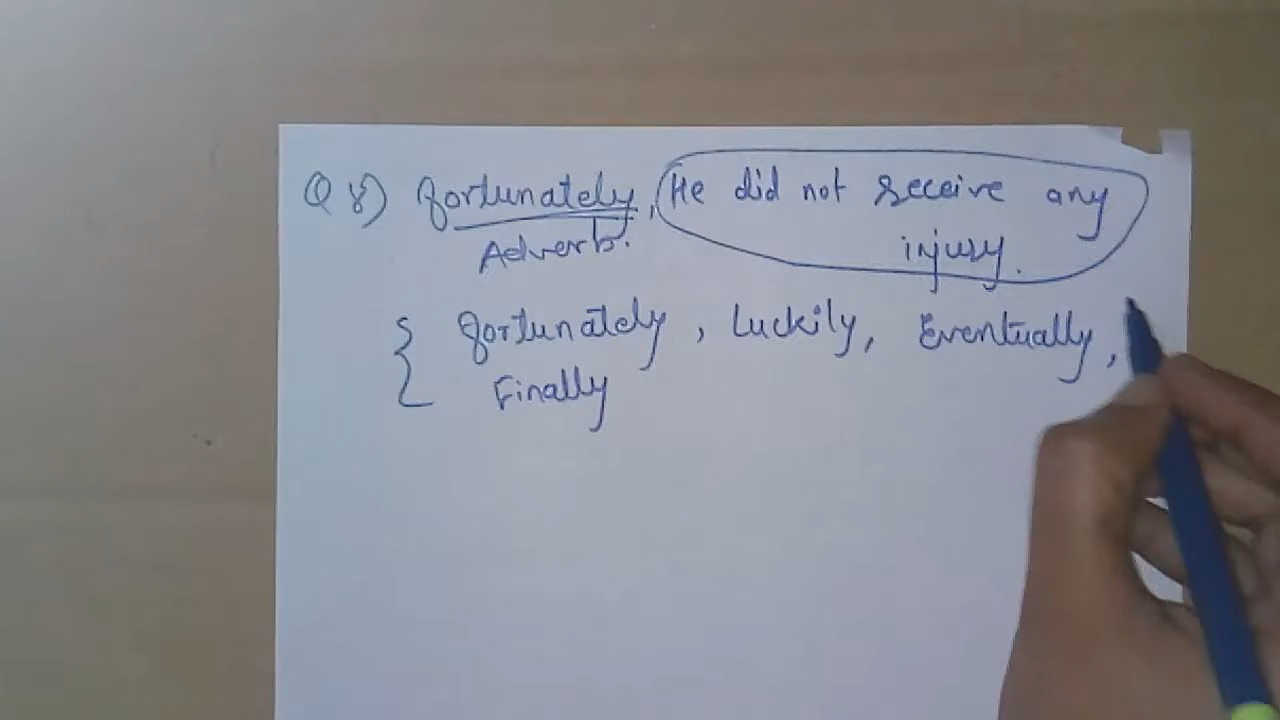 Q 8) fortunately, He did not receive any
injury.
Adverb.
fortunately, Luckily, Eventually,
Finally